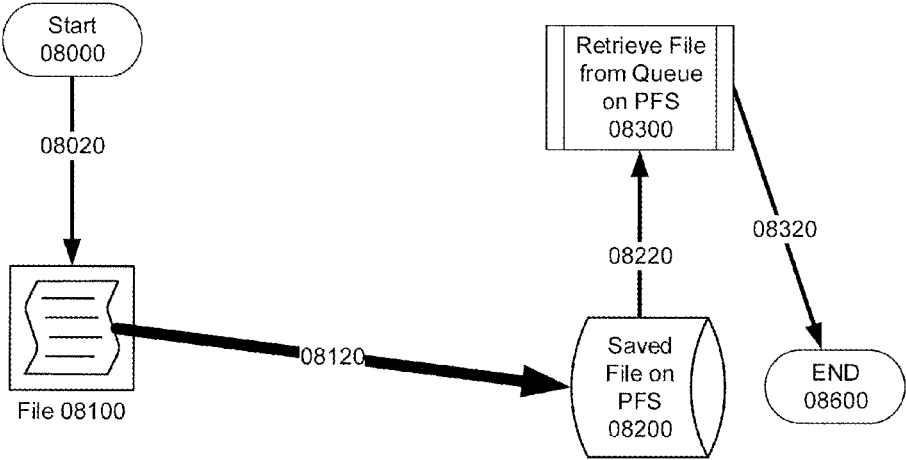 Start
08000
08020
File 08100
08120
Saved
File on
PFS
08200
08220
Retrieve File
from Queue
on PFS
08300
08320
END
08600